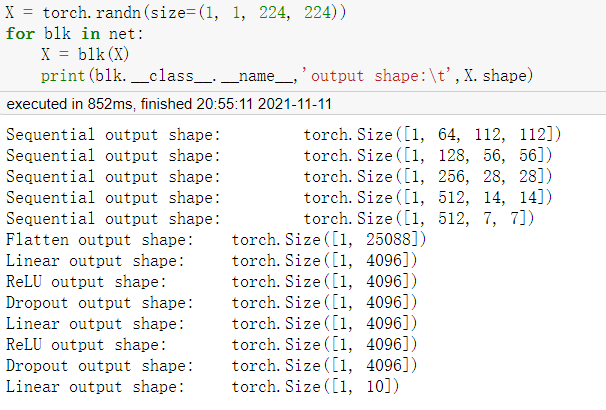 X = torch.randn(size=(1, 1, 224, 224))
for blk in net:
    X = blk(X)
    print(blk.__class__.__name__,'output shape:\t',X.shape)
executed in 852ms, finished 20:55:11 2021-11-11
Sequential output shape:	torch.Size([1, 64, 112, 112])
Sequential output shape:	torch.Size([1, 128, 56, 56])
Sequential output shape:	torch.Size([1, 256, 28, 28])
Sequential output shape:	torch.Size([1, 512, 14, 14])
Sequential output shape:	torch.Size([1, 512, 7, 7])
Flatten output shape:	torch.Size([1, 25088])
Linear output shape:	torch.Size([1, 4096])
ReLU output shape:	torch.Size([1, 4096])
Dropout output shape:	torch.Size([1, 4096])
Linear output shape:	torch.Size([1, 4096])
ReLU output shape:	torch.Size([1, 4096])
Dropout output shape:	torch.Size([1, 4096])
Linear output shape:	torch.Size([1, 10])